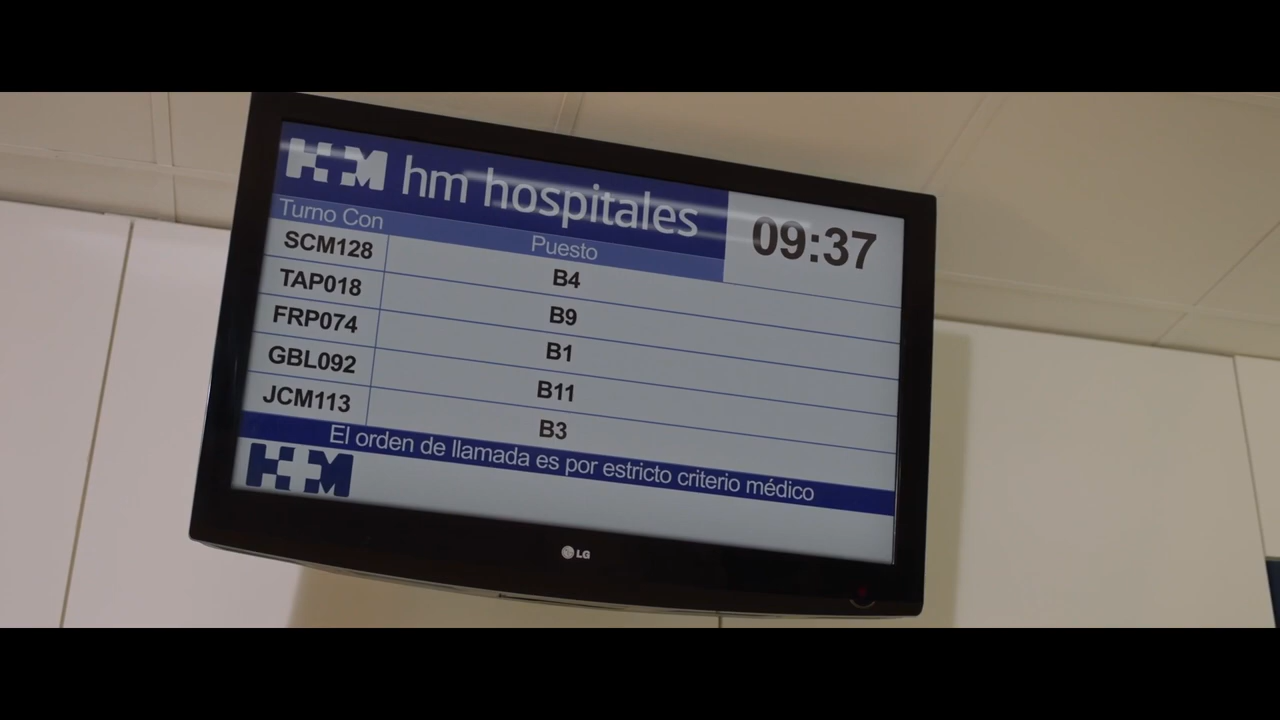 HM hm hospitales
09:37
Turno Con Puesto
SCM128 B4
TAP018 B9
FRP074 B1
GBL092 B11
JCM113 B3
El orden de llamada es por estricto criterio médico
HM
LG